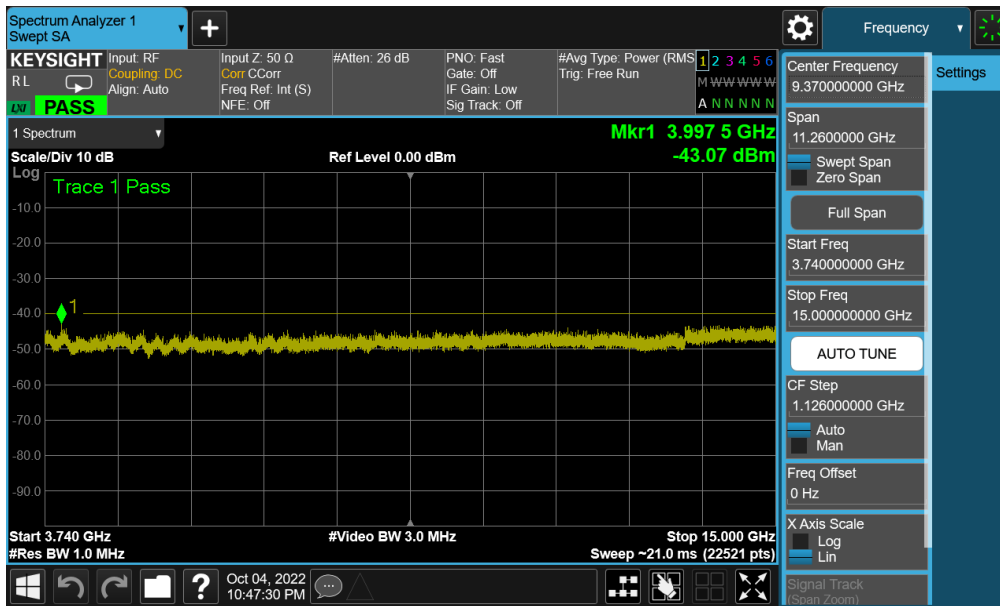 Spectrum Analyzer 1
Swept SA
+
Frequency
KEYSIGHT
R L
LXI PASS
Input: RF
Coupling: DC
Align: Auto
Input Z: 50 Ω
Corr CCorr
Freq Ref: Int (S)
NFE: Off
#Atten: 26 dB
PNO: Fast
Gate: Off
IF Gain: Low
Sig Track: Off
#Avg Type: Power (RMS
Trig: Free Run
1 2 3 4 5 6
M W W W W W
A N N N N N
1 Spectrum
Scale/Div 10 dB
Log
Ref Level 0.00 dBm
Mkr1 3.997 5 GHz
-43.07 dBm
Trace 1 Pass
-10.0
-20.0
-30.0
-40.0
-50.0
-60.0
-70.0
-80.0
-90.0
1
Start 3.740 GHz
#Res BW 1.0 MHz
#Video BW 3.0 MHz
Stop 15.000 GHz
Sweep ~21.0 ms (22521 pts)
?
Oct 04, 2022
10:47:30 PM
Center Frequency
9.370000000 GHz
Span
11.2600000 GHz
Swept Span
Zero Span
Full Span
Start Freq
3.740000000 GHz
Stop Freq
15.000000000 GHz
AUTO TUNE
CF Step
1.126000000 GHz
Auto
Man
Freq Offset
0 Hz
X Axis Scale
Log
Lin
Signal Track
(Span Zoom)
Settings